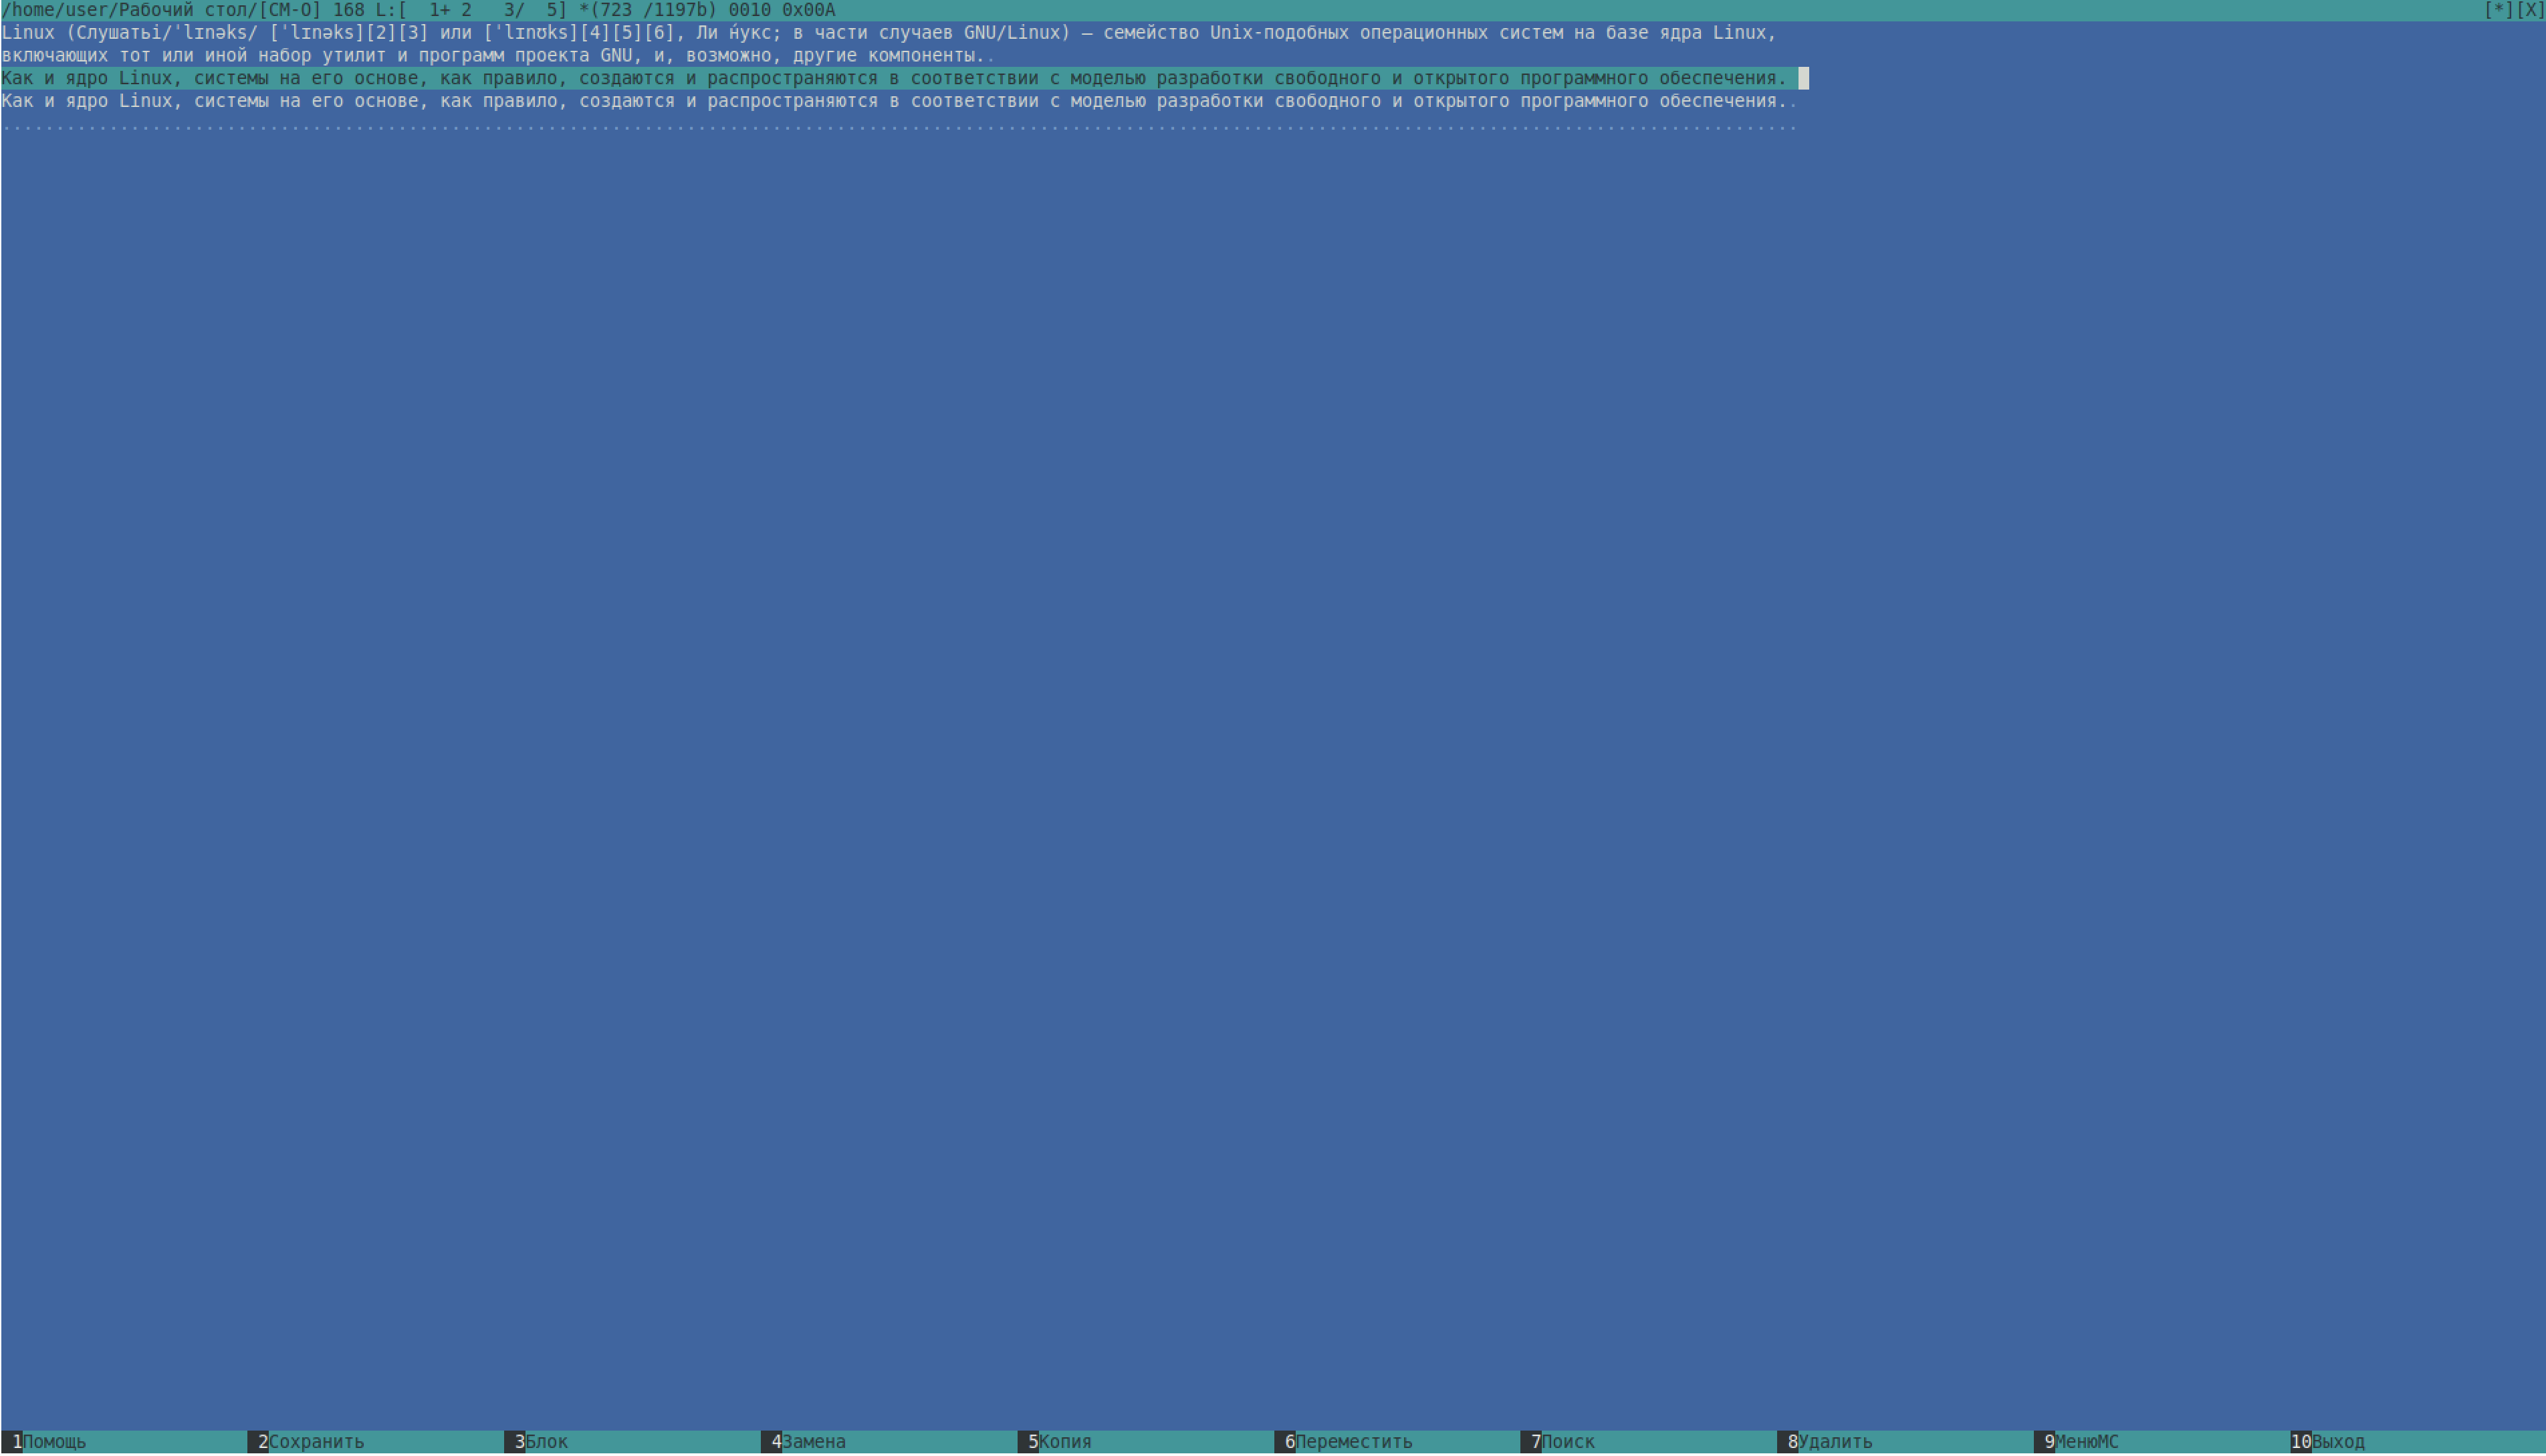 /home/user/Рабочий стол/[СМ-О] 168 L:[  1+ 2   3/  5] *(723 /1197b) 0010 0x00A [*][X]
Linux (Слушатьi/ˈlɪnəks/ [ˈlɪnəks][2][3] или [ˈlɪnʊks][4][5][6], Ли́нукс; в части случаев GNU/Linux) — семейство Unix-подобных операционных систем на базе ядра Linux,
включающих тот или иной набор утилит и программ проекта GNU, и, возможно, другие компоненты..
Как и ядро Linux, системы на его основе, как правило, создаются и распространяются в соответствии с моделью разработки свободного и открытого программного обеспечения.
Как и ядро Linux, системы на его основе, как правило, создаются и распространяются в соответствии с моделью разработки свободного и открытого программного обеспечения..
1Помощь 2Сохранить 3Блок 4Замена 5Копия 6Переместить 7Поиск 8Удалить 9МенюМС 10Выход